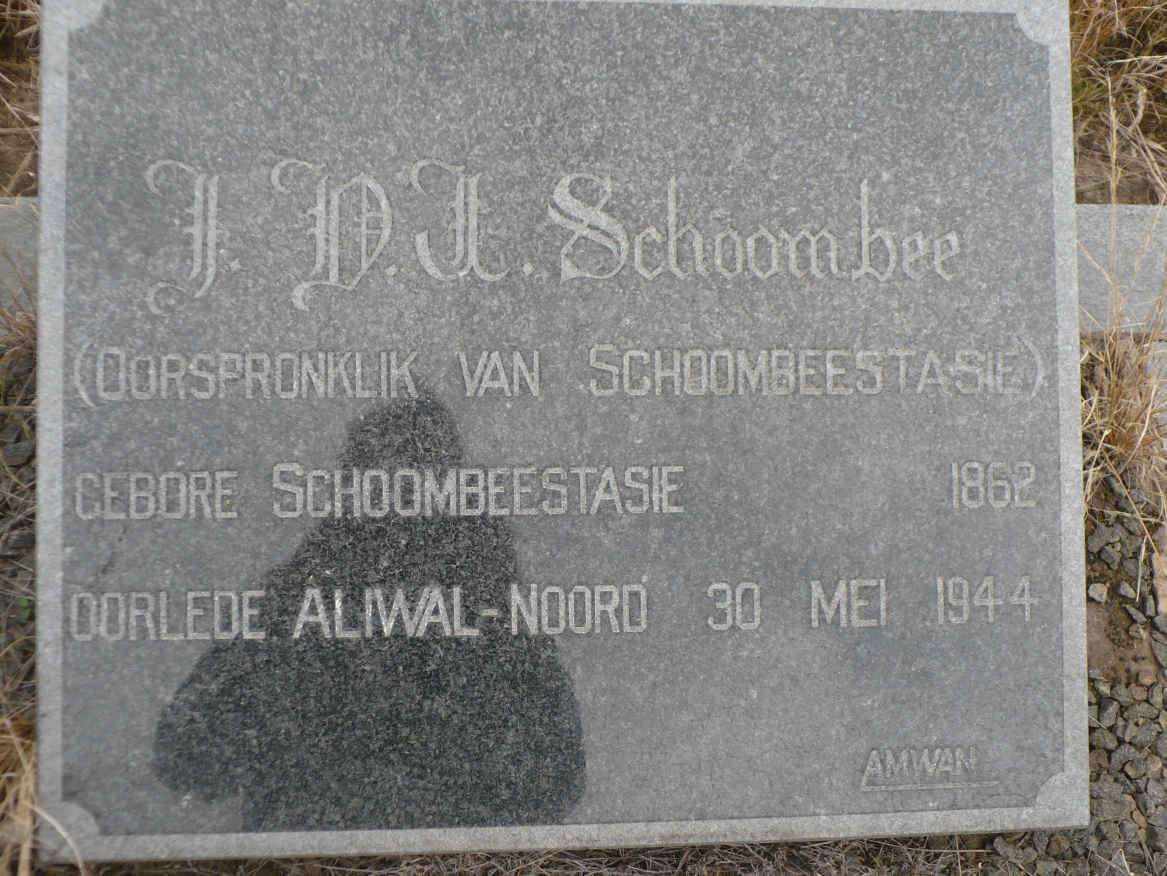 J. P. J. Schoombee
(OORSPRONKLIK VAN SCHOOMBEESTASIE)
GEBORE SCHOOMBEESTASIE 1862
OORLEDE ALIWAL-NOORD 30 MEI 1944
AMWAN